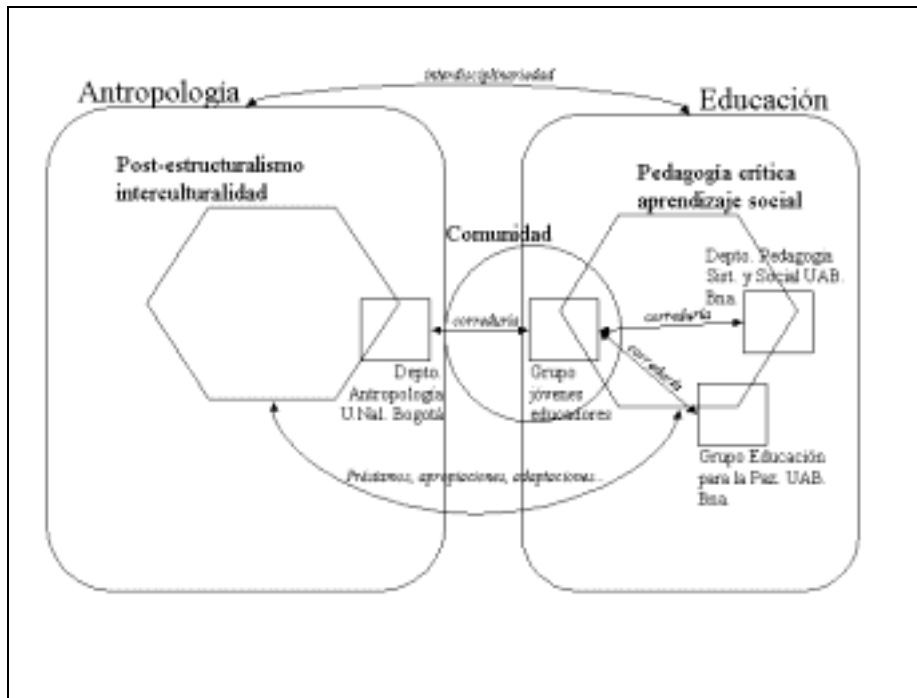 interdisciplinariedad
Antropología
Educación
Post-estructuralismo
interculturalidad
Pedagogía crítica
aprendizaje social
Comunidad
Depto. Pedagogía
Sist. y Social UAB.
Bna.
correduría
correduría
correduría
Depto.
Antropología
U.Nal. Bogotá
Grupo
jóvenes
educadores
Préstamos, apropiaciones, adaptaciones...
Grupo Educación
para la Paz. UAB.
Bna.